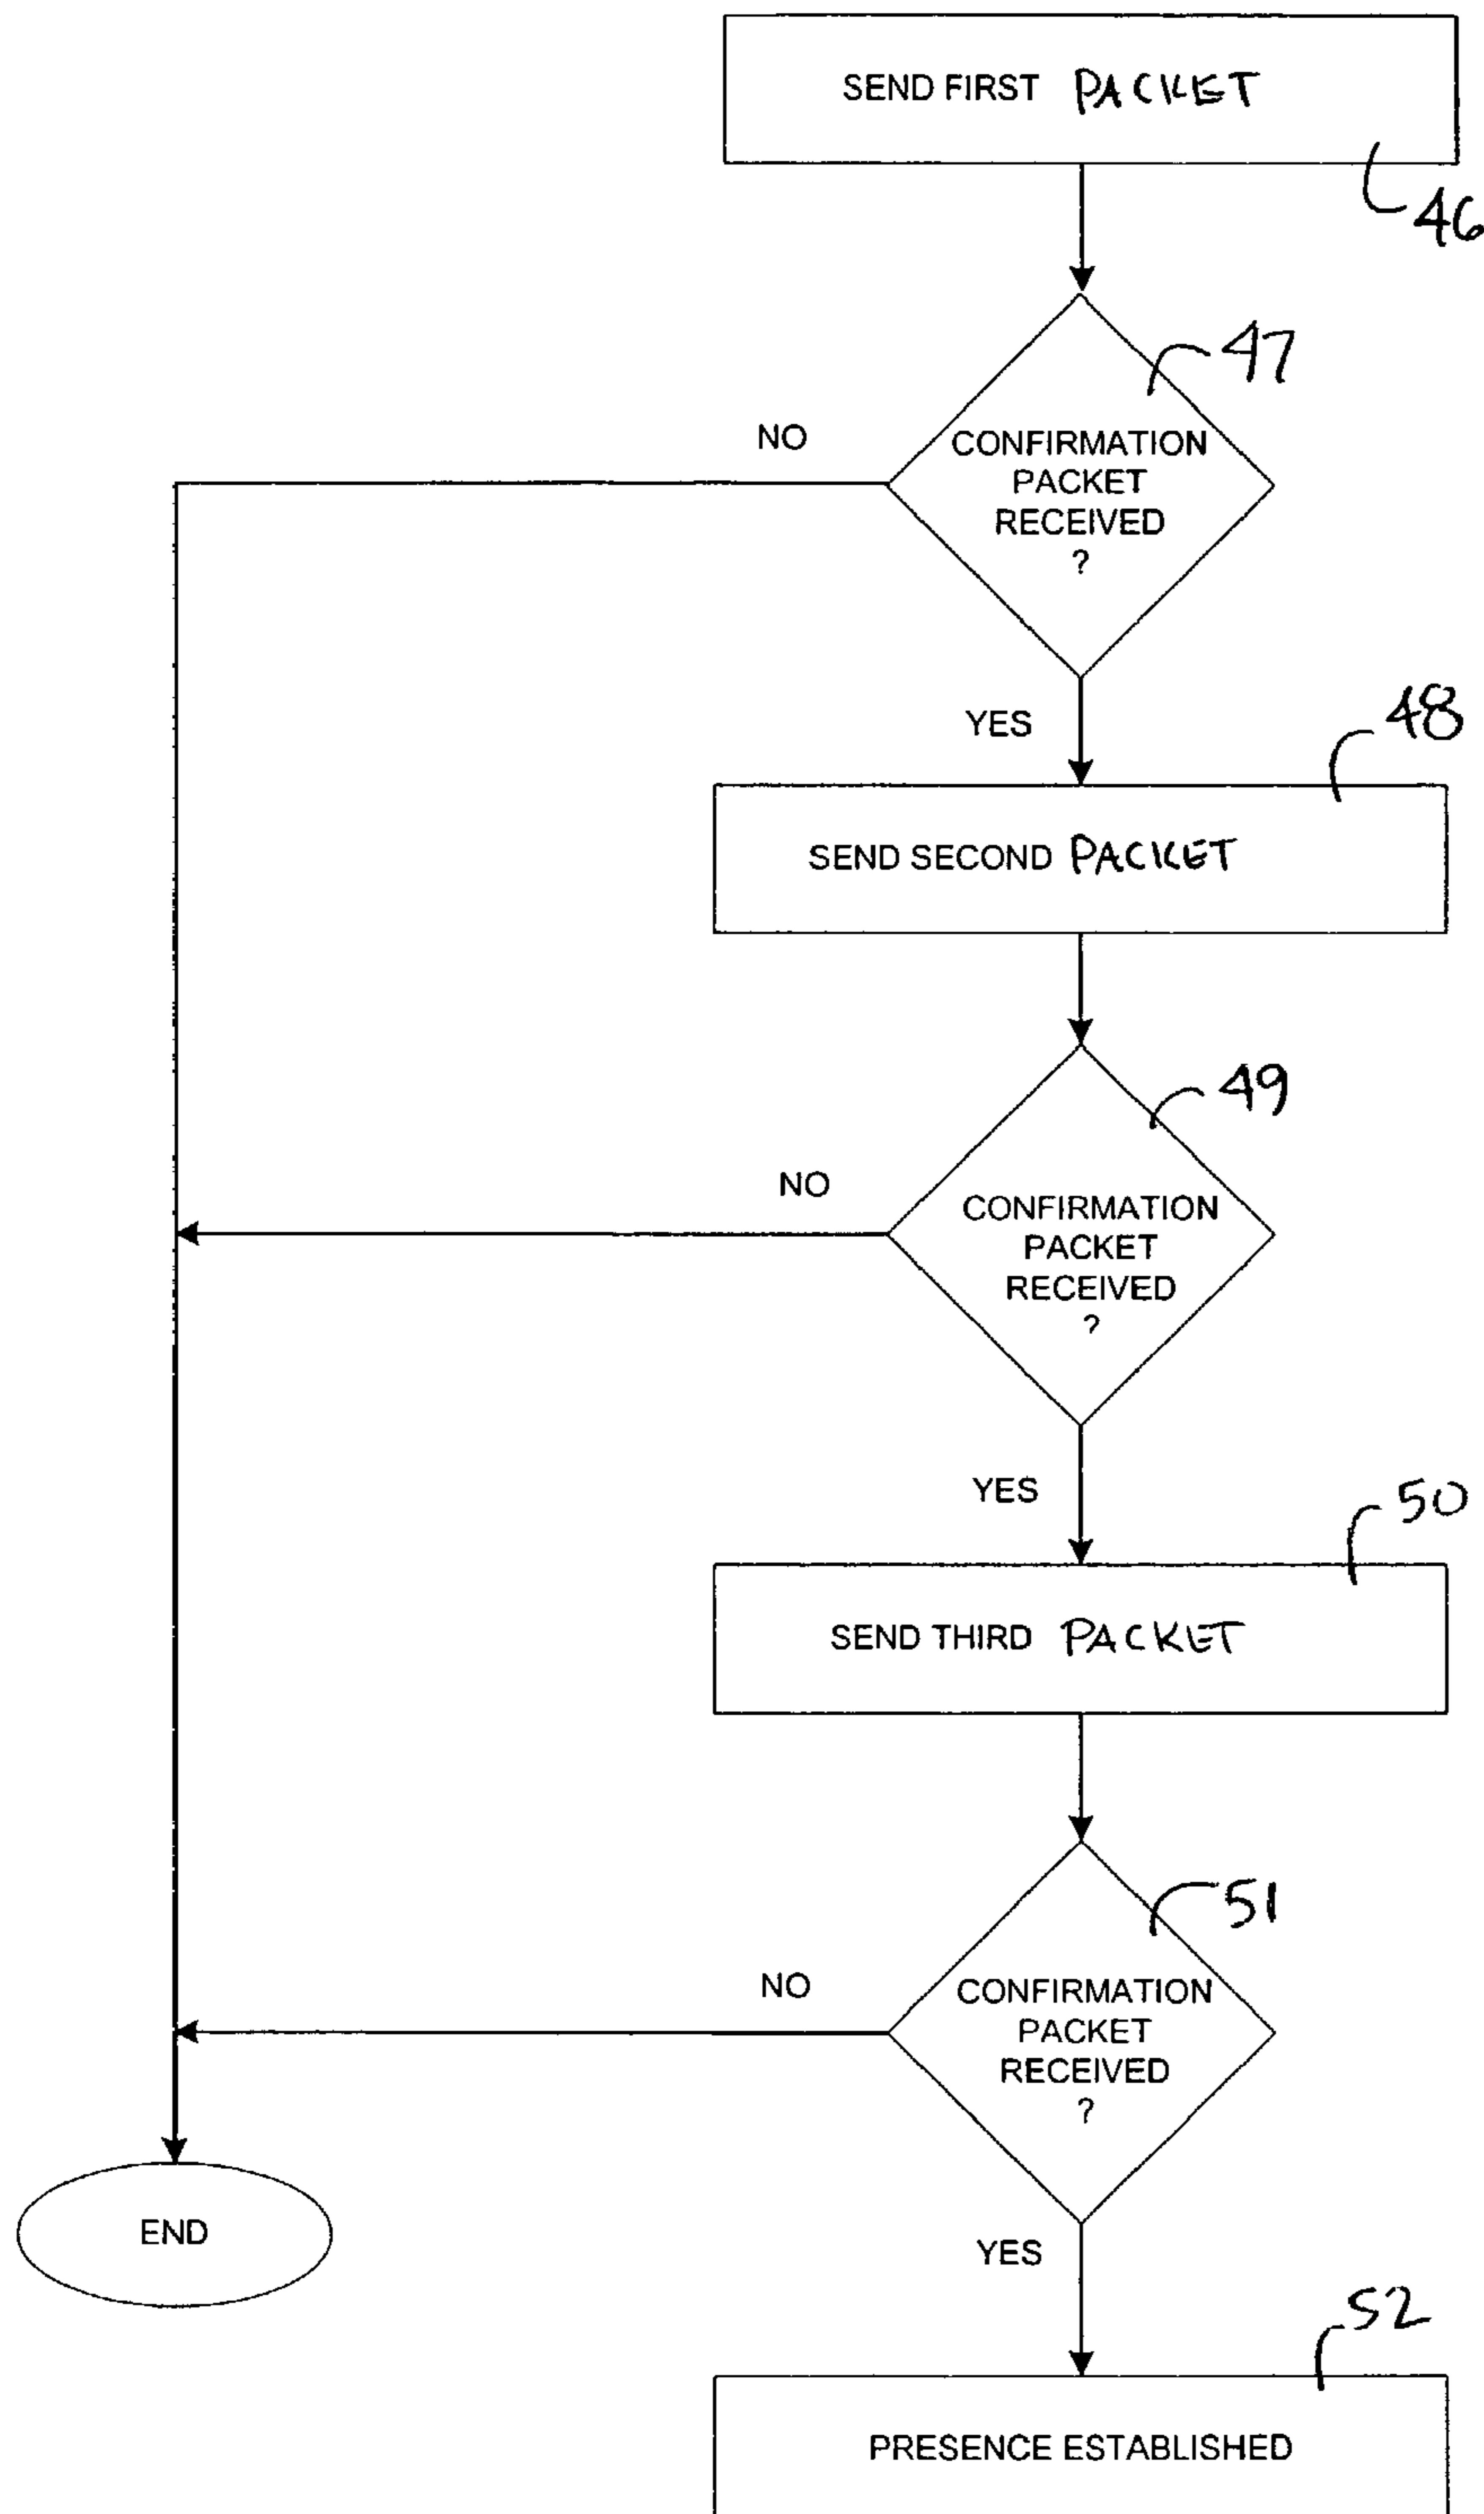 SEND FIRST PACKET
46
47
NO
CONFIRMATION
PACKET
RECEIVED
?
YES
48
SEND SECOND PACKET
49
NO
CONFIRMATION
PACKET
RECEIVED
?
YES
50
SEND THIRD PACKET
51
NO
CONFIRMATION
PACKET
RECEIVED
?
END
YES
52
PRESENCE ESTABLISHED